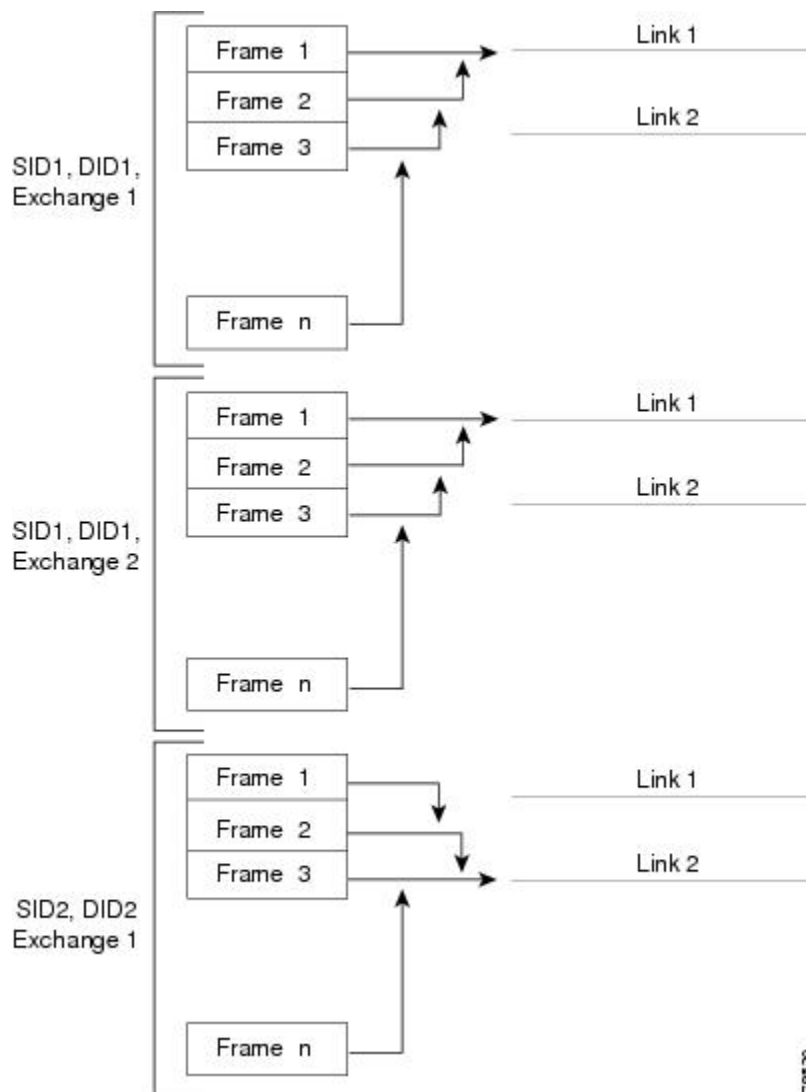 Frame 1
Link 1
Frame 2
Link 2
Frame 3
SID1, DID1,
Exchange 1
Frame n
Frame 1
Link 1
Frame 2
Link 2
Frame 3
SID1, DID1,
Exchange 2
Frame n
Frame 1
Link 1
Frame 2
Link 2
Frame 3
SID2, DID2
Exchange 1
Frame n